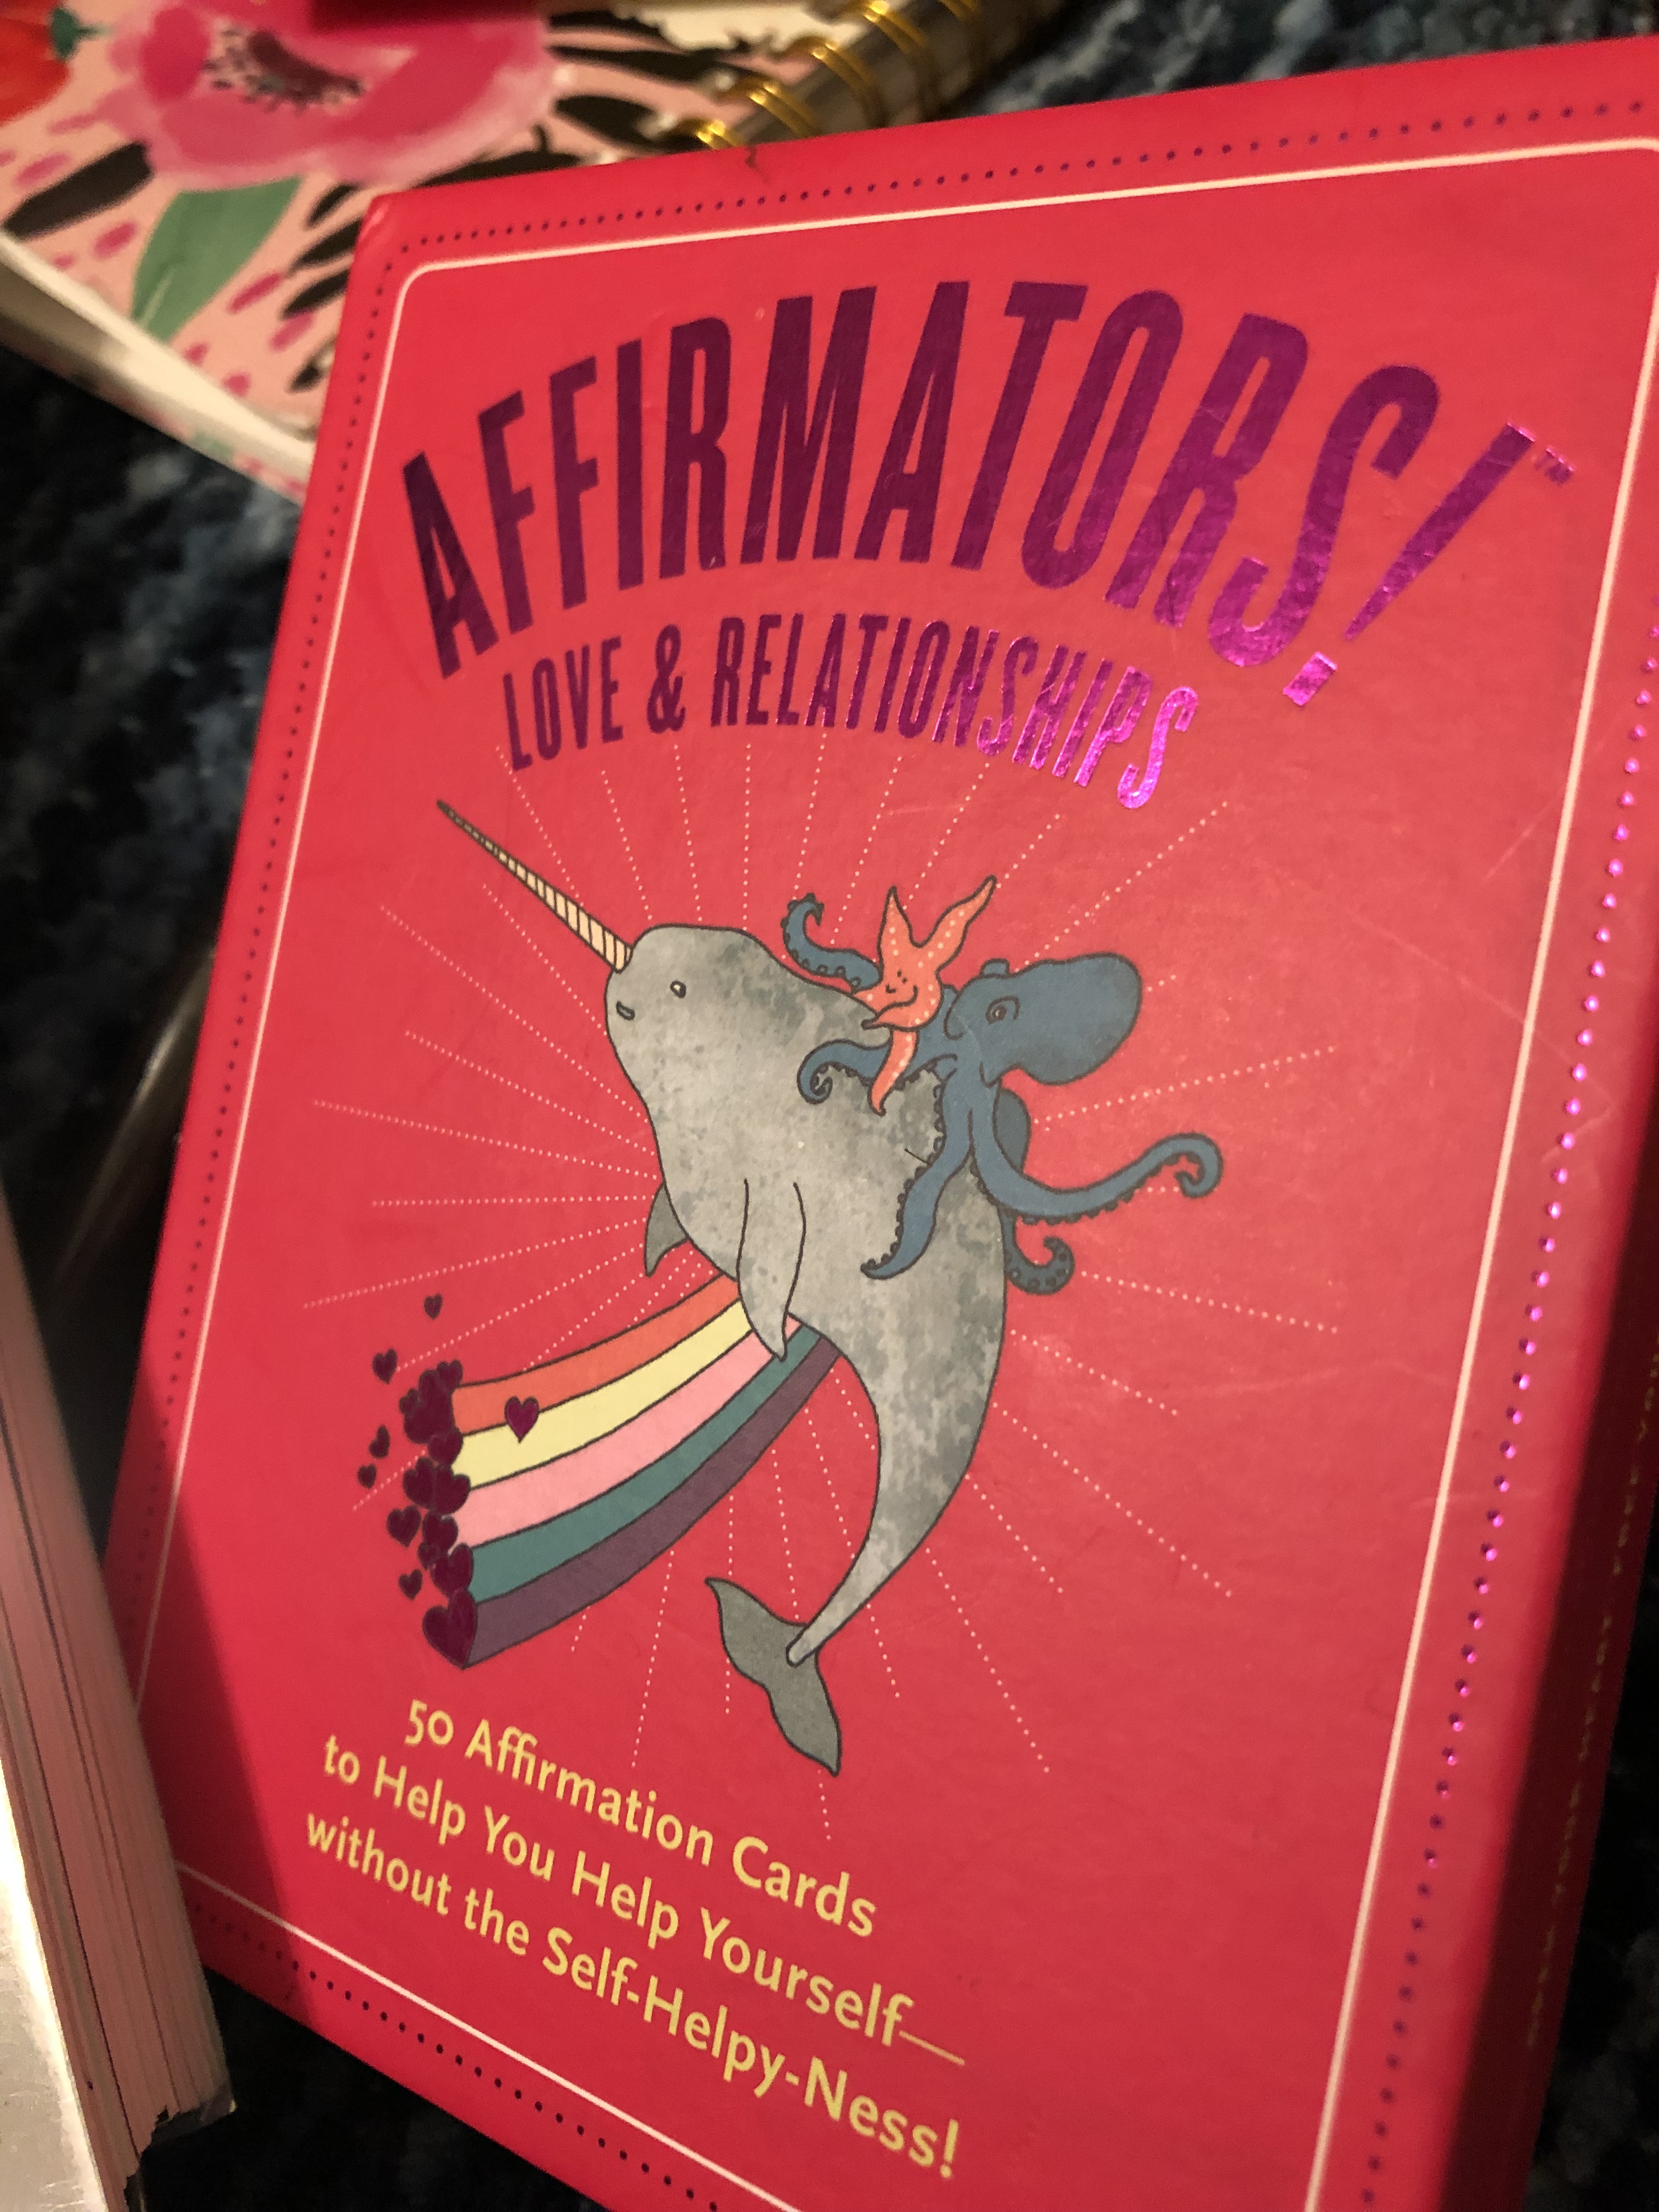 AFFIRMATORS!™
LOVE & RELATIONSHIPS
50 Affirmation Cards
to Help You Help Yourself—
without the Self-Helpy-Ness!